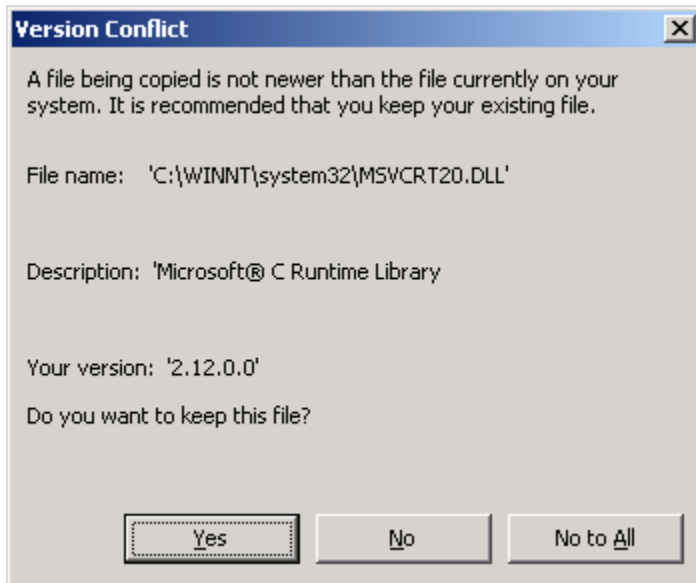 Version Conflict
A file being copied is not newer than the file currently on your
system. It is recommended that you keep your existing file.
File name: 'C:\WINNT\system32\MSVCRT20.DLL'
Description: 'Microsoft® C Runtime Library
Your version: '2.12.0.0'
Do you want to keep this file?
Yes No No to All